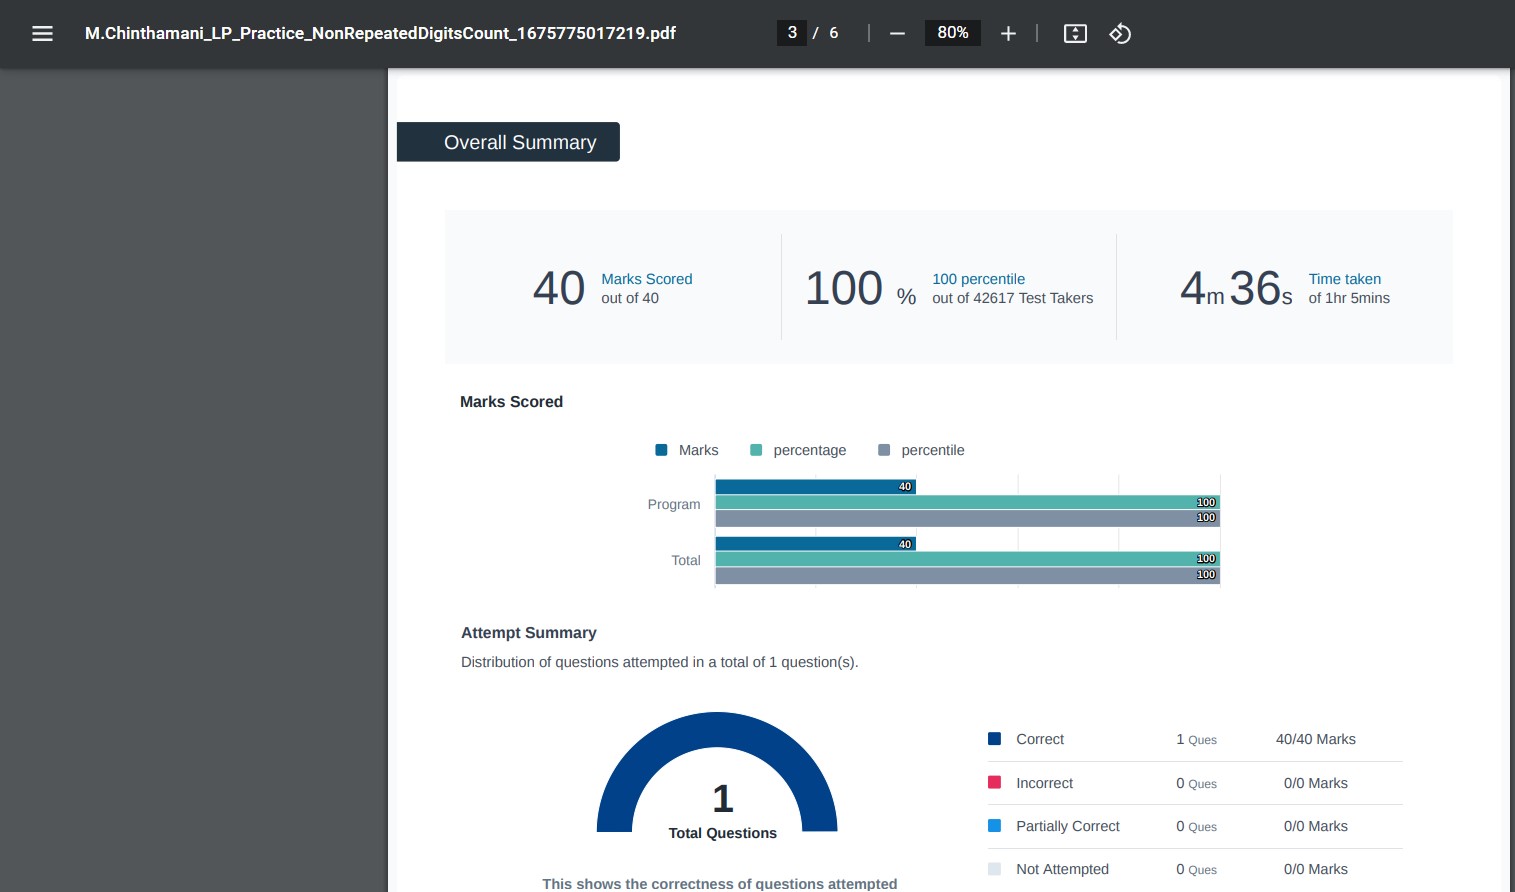 M.Chinthamani_LP_Practice_NonRepeatedDigitsCount_1675775017219.pdf
3 / 6
80%
Overall Summary
40 Marks Scored
out of 40
100 % 100 percentile
out of 42617 Test Takers
4m 36s Time taken
of 1hr 5mins
Marks Scored
Marks percentage percentile
Program 40
100
100
Total 40
100
100
Attempt Summary
Distribution of questions attempted in a total of 1 question(s).
1
Total Questions
Correct 1 Ques 40/40 Marks
Incorrect 0 Ques 0/0 Marks
Partially Correct 0 Ques 0/0 Marks
Not Attempted 0 Ques 0/0 Marks
This shows the correctness of questions attempted